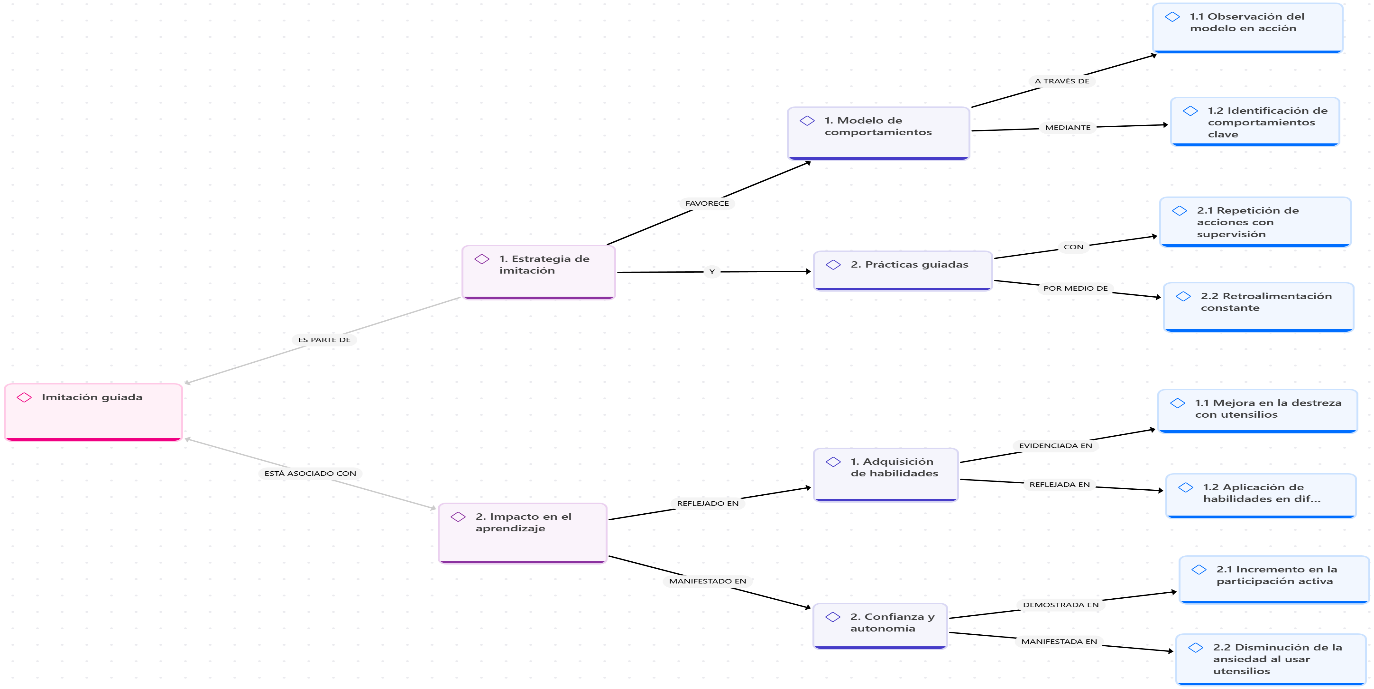 1.1 Observación del
modelo en acción
A TRAVÉS DE
1. Modelo de
comportamientos
MEDIANTE
1.2 Identificación de
comportamientos
clave
FAVORECE
2.1 Repetición de
acciones con
supervisión
1. Estrategia de
imitación
Y
2. Prácticas guiadas
CON
POR MEDIO DE
2.2 Retroalimentación
constante
ES PARTE DE
Imitación guiada
ESTÁ ASOCIADO CON
2. Impacto en el
aprendizaje
REFLEJADO EN
1. Adquisición
de habilidades
EVIDENCIADA EN
1.1 Mejora en la destreza
con utensilios
REFLEJADA EN
1.2 Aplicación de
habilidades en dif...
MANIFESTADO EN
2. Confianza y
autonomía
DEMOSTRADA EN
2.1 Incremento en la
participación activa
MANIFESTADA EN
2.2 Disminución de la
ansiedad al usar
utensilios